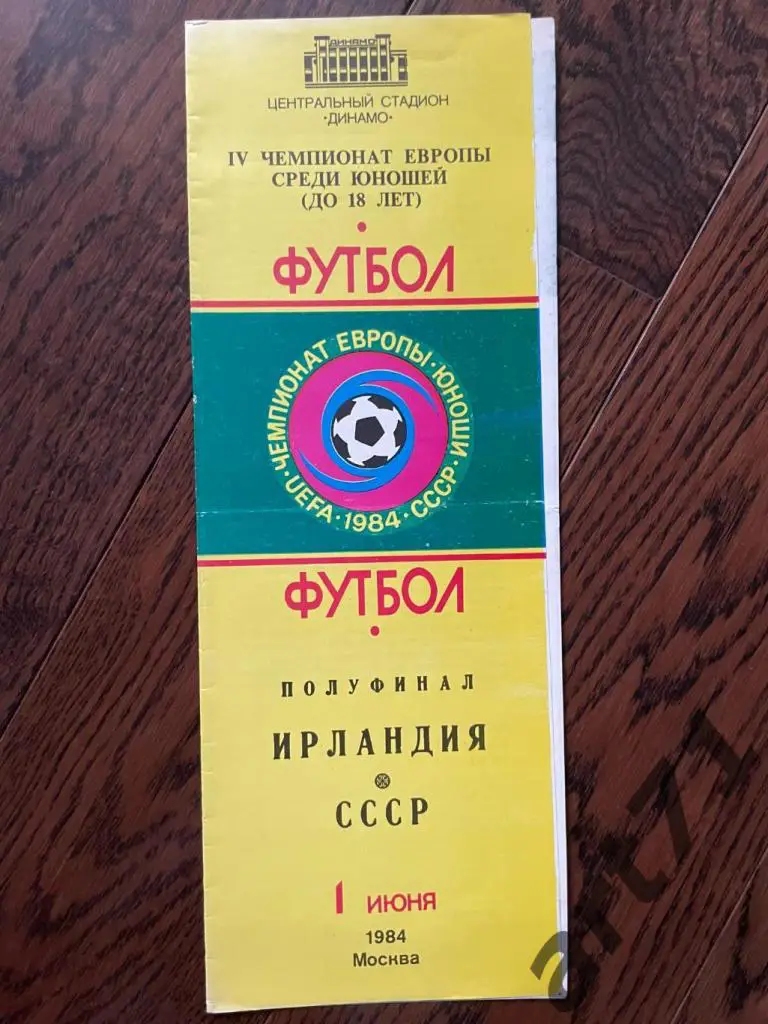 ДИНАМО
ЦЕНТРАЛЬНЫЙ СТАДИОН
•ДИНАМО•
IV ЧЕМПИОНАТ ЕВРОПЫ
СРЕДИ ЮНОШЕЙ
(ДО 18 ЛЕТ)
ФУТБОЛ
• ЧЕМПИОНАТ ЕВРОПЫ • ЮНОШИ •
UEFA • 1984 • СССР
ФУТБОЛ
ПОЛУФИНАЛ
ИРЛАНДИЯ
СССР
1 ИЮНЯ
1984
Москва
art71